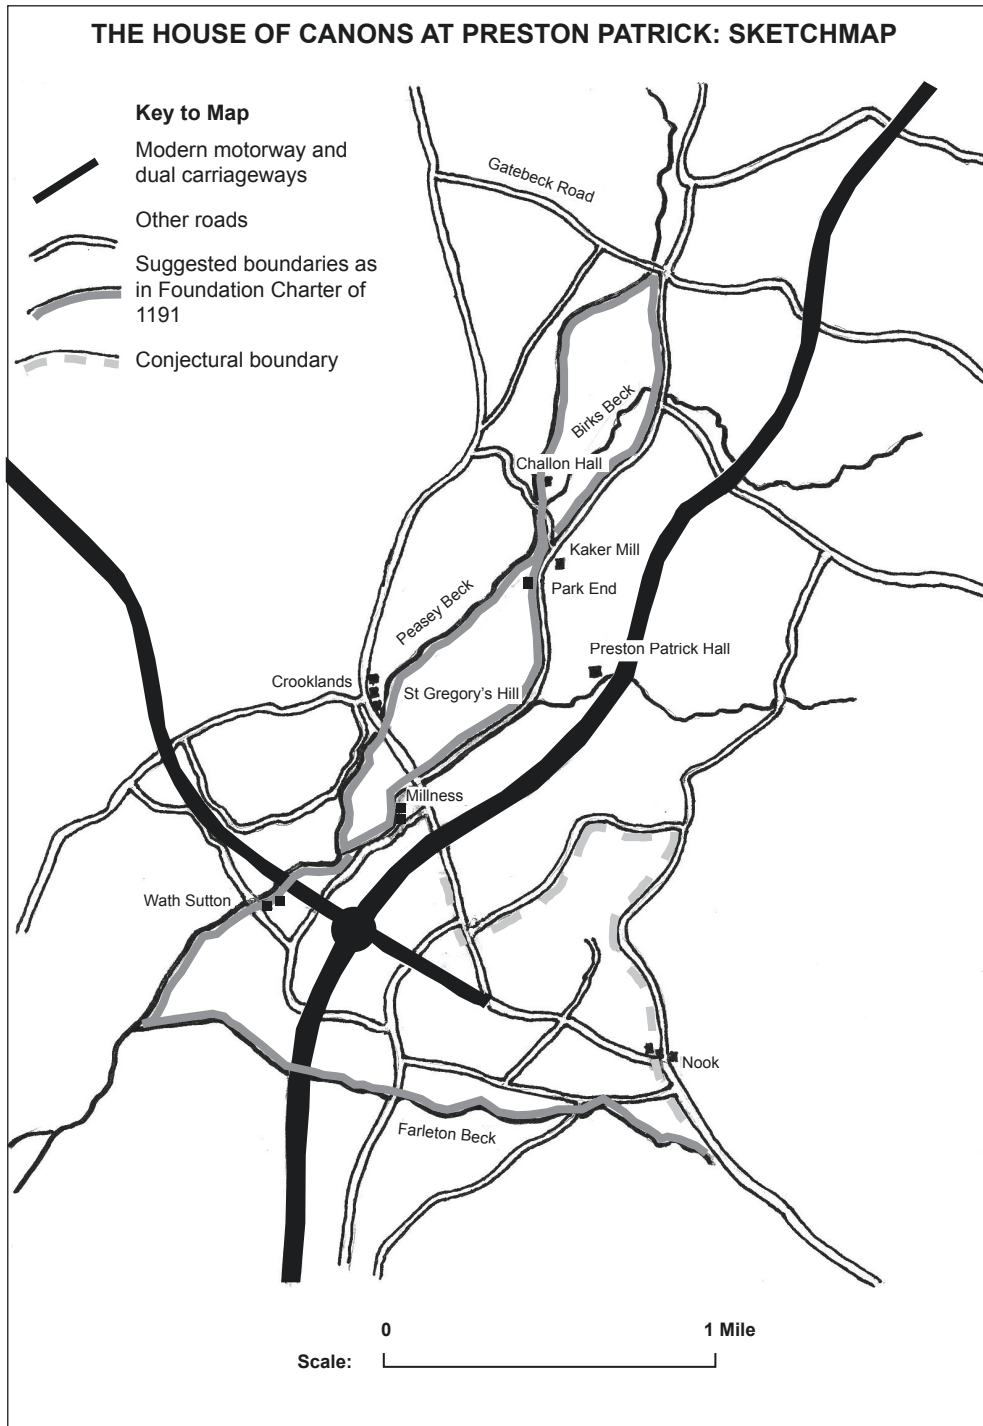 THE HOUSE OF CANONS AT PRESTON PATRICK: SKETCHMAP
Key to Map
Modern motorway and
dual carriageways
Other roads
Suggested boundaries as
in Foundation Charter of
1191
Conjectural boundary
Gatebeck Road
Birks Beck
Challon Hall
Kaker Mill
Park End
Peasey Beck
Preston Patrick Hall
Crooklands
St Gregory's Hill
Millness
Wath Sutton
Nook
Farleton Beck
0 1 Mile
Scale: